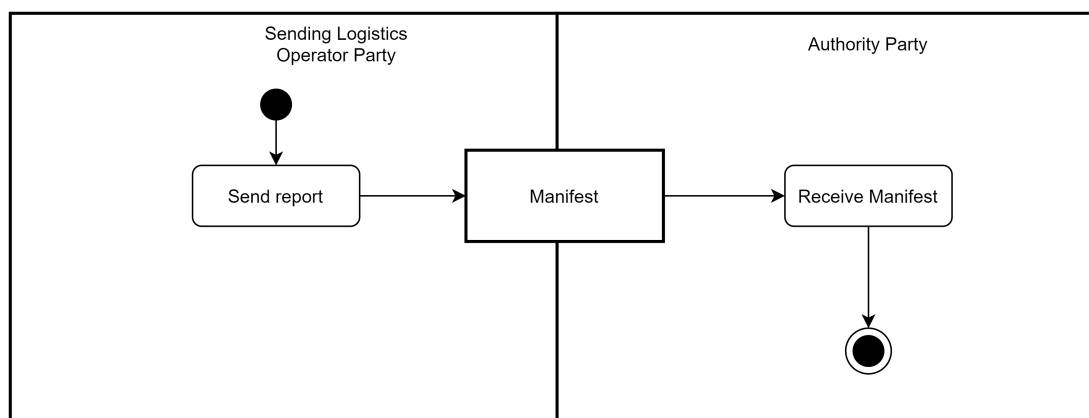 Sending Logistics
Operator Party
Authority Party
Send report
Manifest
Receive Manifest